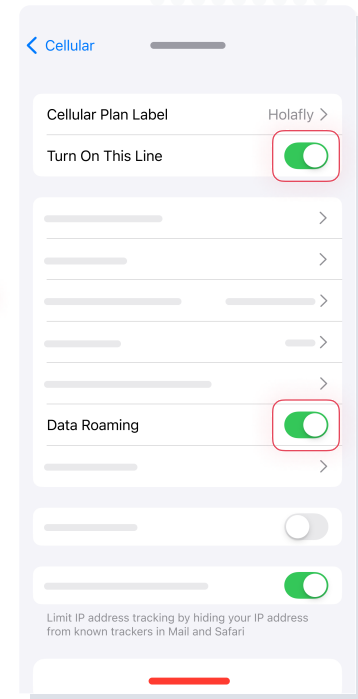 Cellular
Cellular Plan Label Holafly
Turn On This Line
Data Roaming
Limit IP address tracking by hiding your IP address
from known trackers in Mail and Safari